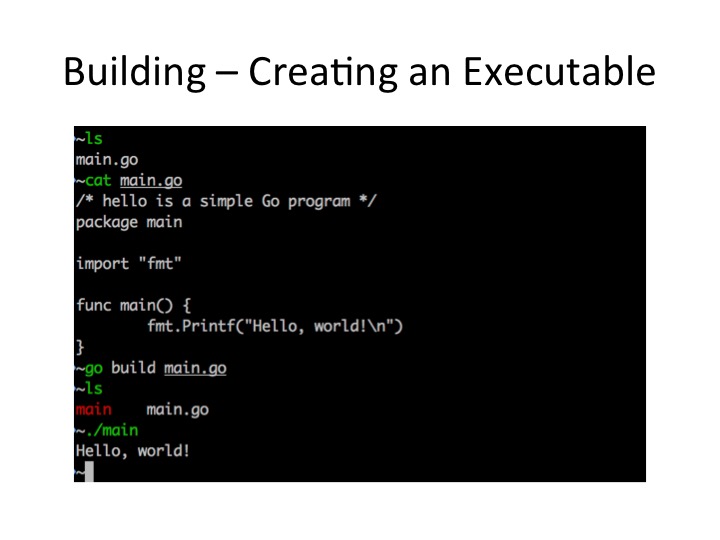 Building – Creating an Executable
~ls
main.go
~cat main.go
/* hello is a simple Go program */
package main
import "fmt"
func main() {
        fmt.Printf("Hello, world!\n")
}
~go build main.go
~ls
main    main.go
~./main
Hello, world!
~